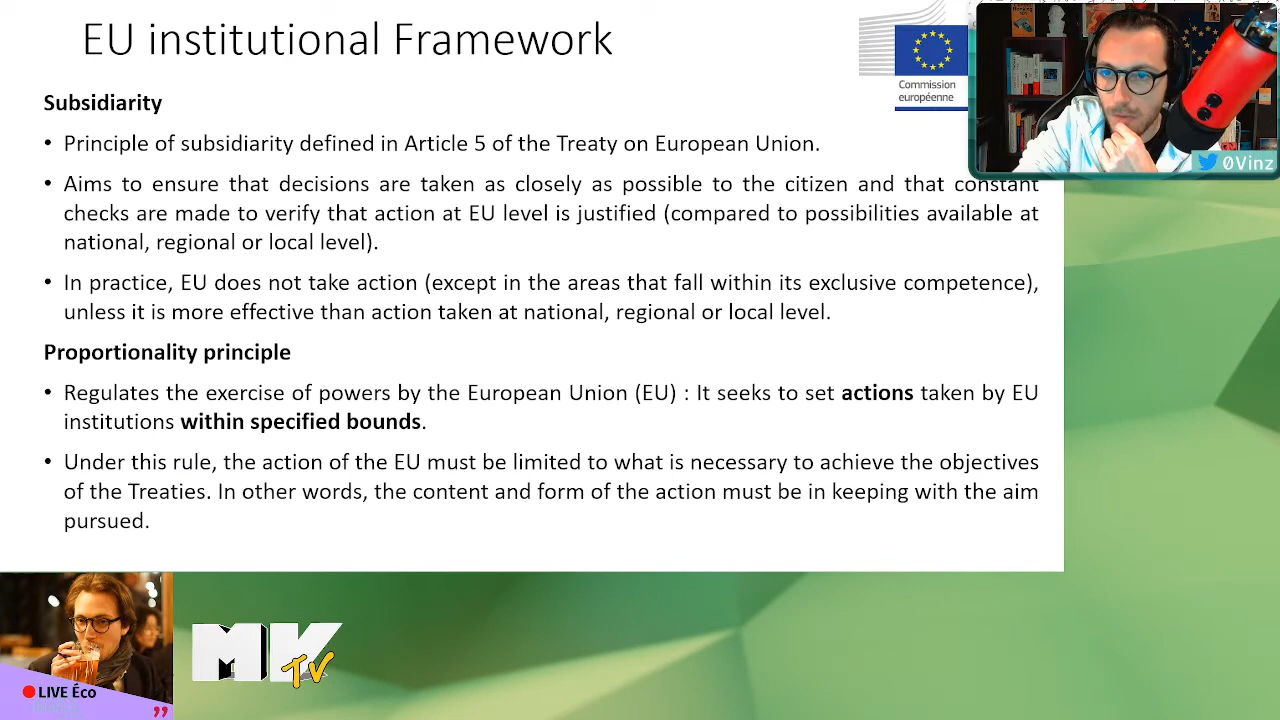 EU institutional Framework
Commission
européenne
Subsidiarity
• Principle of subsidiarity defined in Article 5 of the Treaty on European Union.
0Vinz
• Aims to ensure that decisions are taken as closely as possible to the citizen and that constant
checks are made to verify that action at EU level is justified (compared to possibilities available at
national, regional or local level).
• In practice, EU does not take action (except in the areas that fall within its exclusive competence),
unless it is more effective than action taken at national, regional or local level.
Proportionality principle
• Regulates the exercise of powers by the European Union (EU) : It seeks to set actions taken by EU
institutions within specified bounds.
• Under this rule, the action of the EU must be limited to what is necessary to achieve the objectives
of the Treaties. In other words, the content and form of the action must be in keeping with the aim
pursued.
MK
TV
LIVE Éco